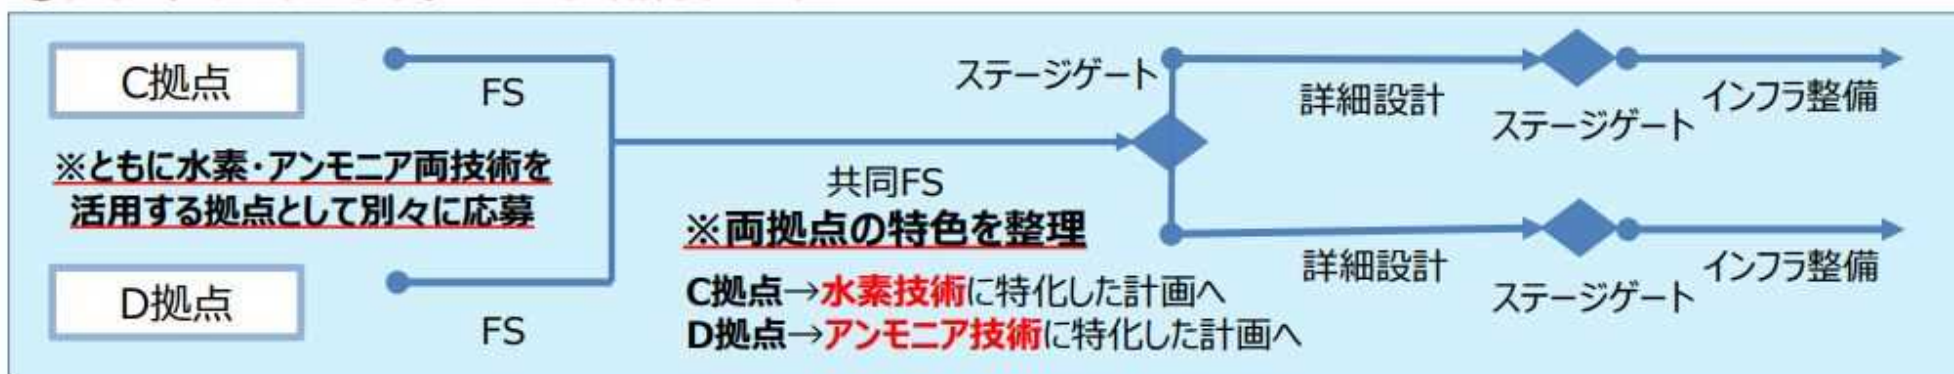 C拠点
FS
※ともに水素・アンモニア両技術を
活用する拠点として別々に応募
D拠点
FS
共同FS
※両拠点の特色を整理
C拠点→水素技術に特化した計画へ
D拠点→アンモニア技術に特化した計画へ
ステージゲート
詳細設計
ステージゲート
インフラ整備
詳細設計
ステージゲート
インフラ整備